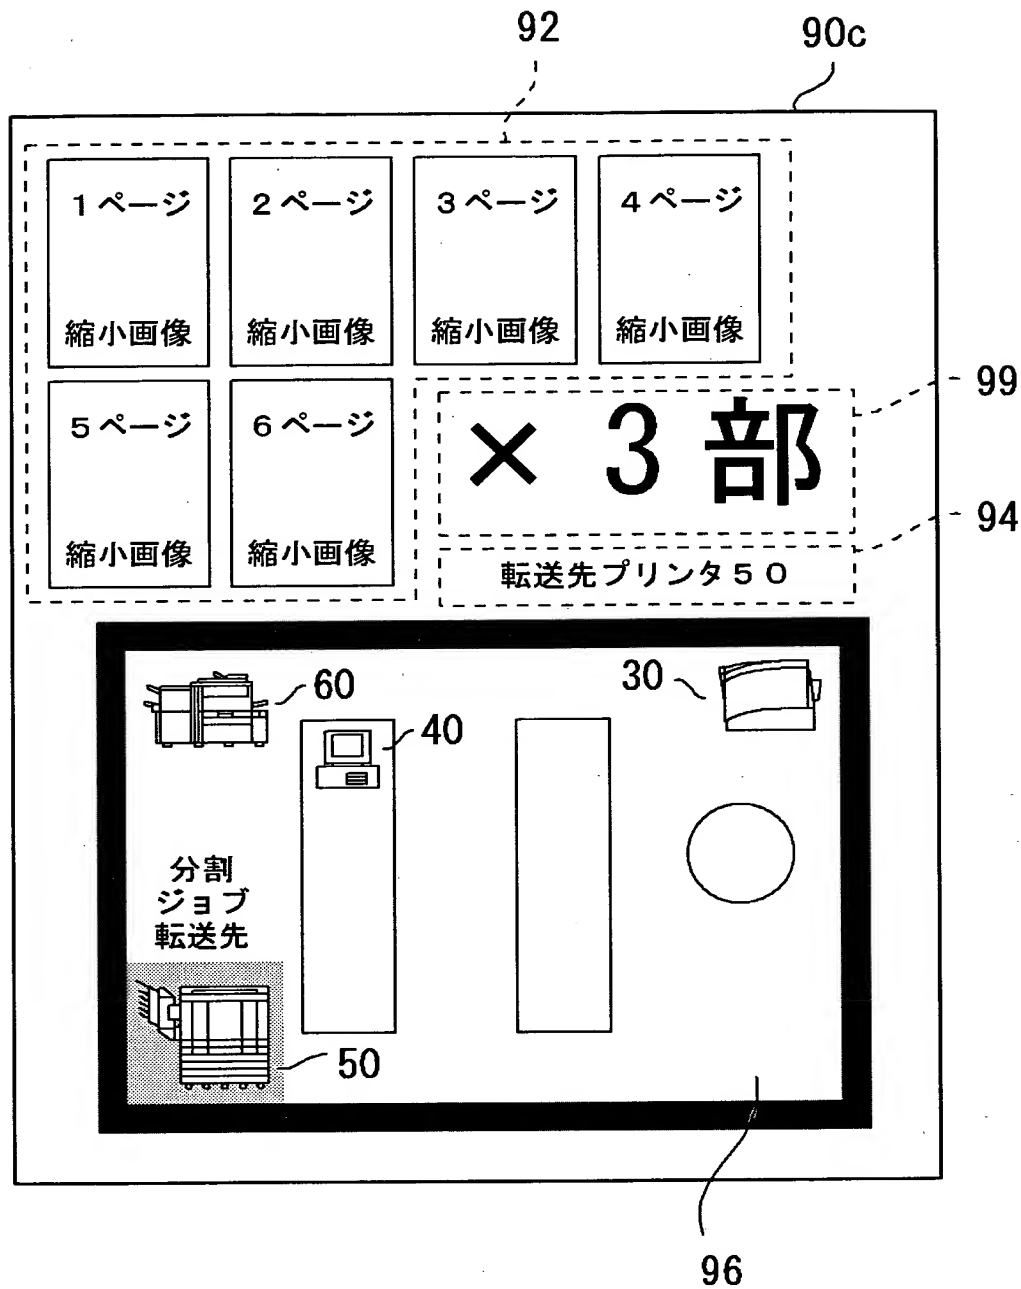 92
90c
1ページ
2ページ
3ページ
4ページ
縮小画像
縮小画像
縮小画像
縮小画像
5ページ
6ページ
縮小画像
縮小画像
×3部
99
転送先プリンタ50
94
60
30
40
分割
ジョブ
転送先
50
96